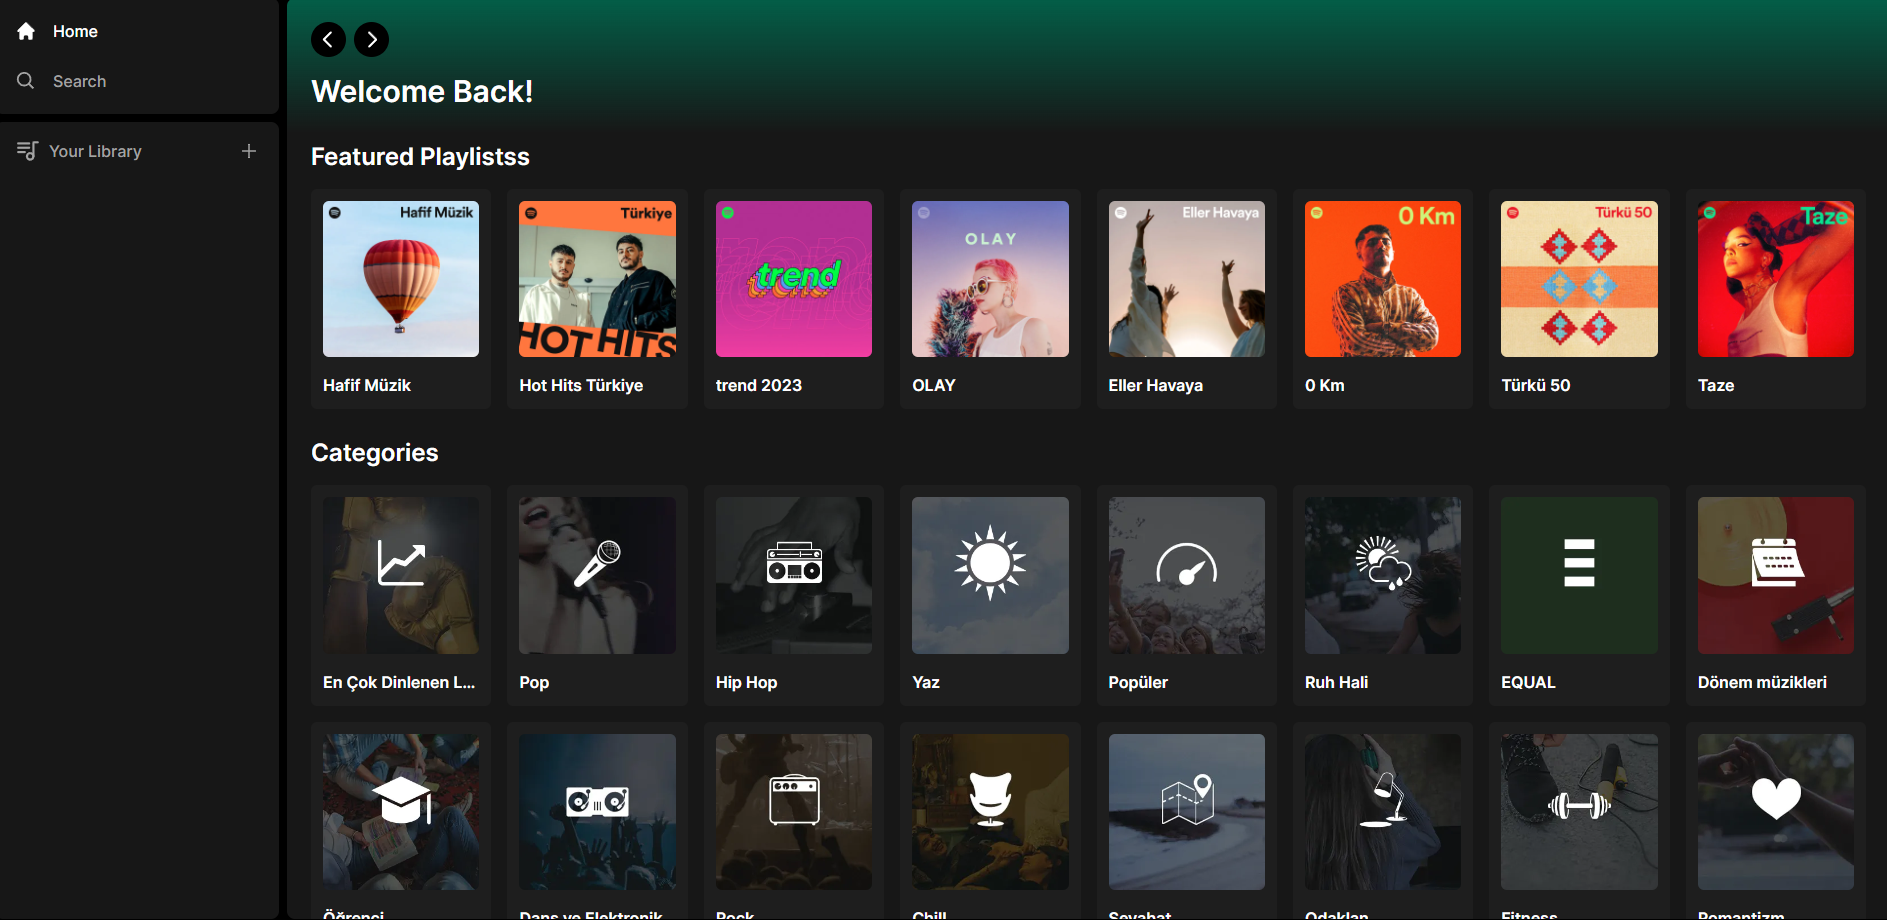 Home
Search
Your Library
Welcome Back!
Featured Playlistss
Hafif Müzik
Türkiye
HOT HITS
trend
OLAY
Eller Havaya
0 Km
Türkü 50
Taze
Hafif Müzik
Hot Hits Türkiye
trend 2023
OLAY
Eller Havaya
0 Km
Türkü 50
Taze
Categories
En Çok Dinlenen L...
Pop
Hip Hop
Yaz
Popüler
Ruh Hali
EQUAL
Dönem müzikleri
Öğrenci
Dans ve Elektronik
Rock
Chill
Seyahat
Odaklan
Fitness
Romantizm